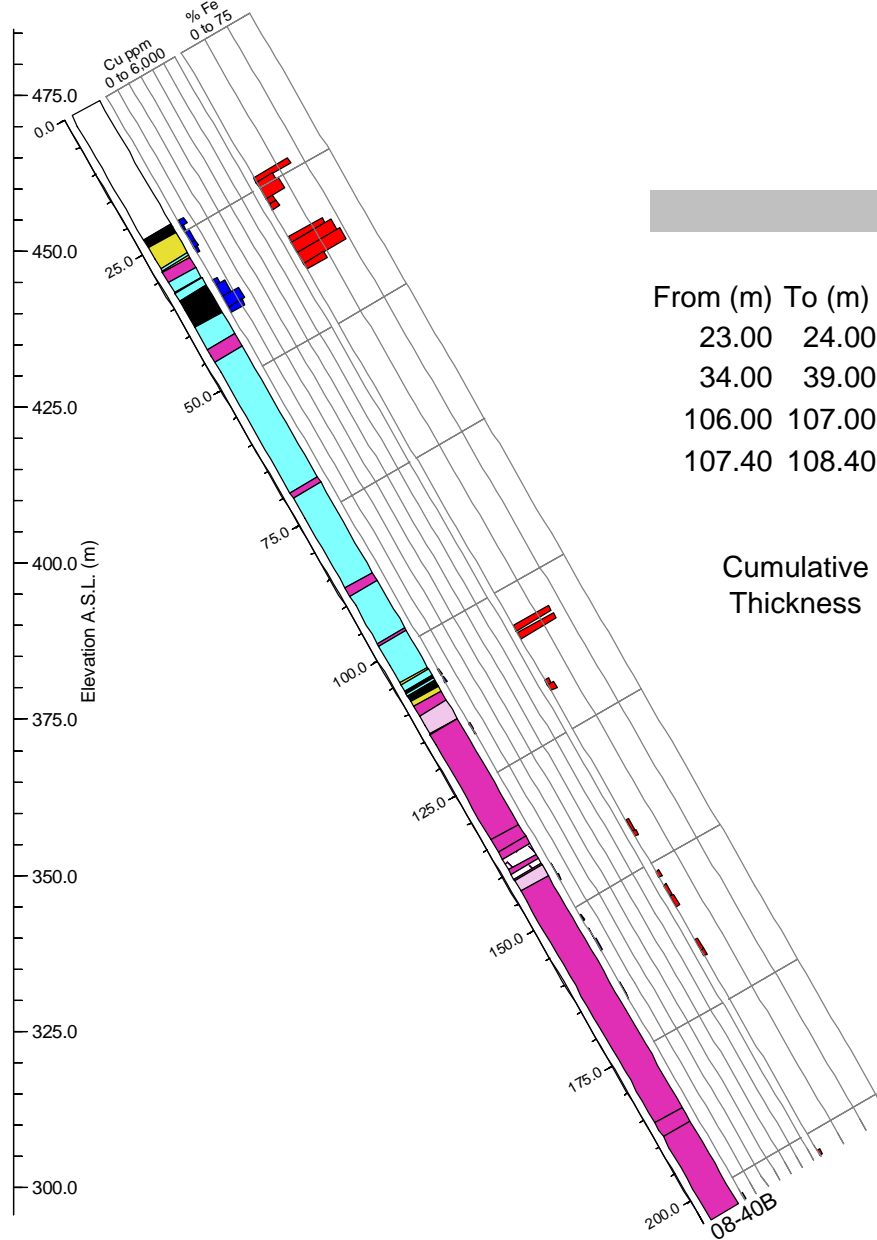 % Fe
0 to 75
Cu ppm
0 to 6,000
475.0
450.0
425.0
400.0
375.0
350.0
325.0
300.0
Elevation A.S.L. (m)
0.0
25.0
50.0
75.0
100.0
125.0
150.0
175.0
200.0
08-40B
From (m) To (m)
23.00 24.00
34.00 39.00
106.00 107.00
107.40 108.40
Cumulative
Thickness